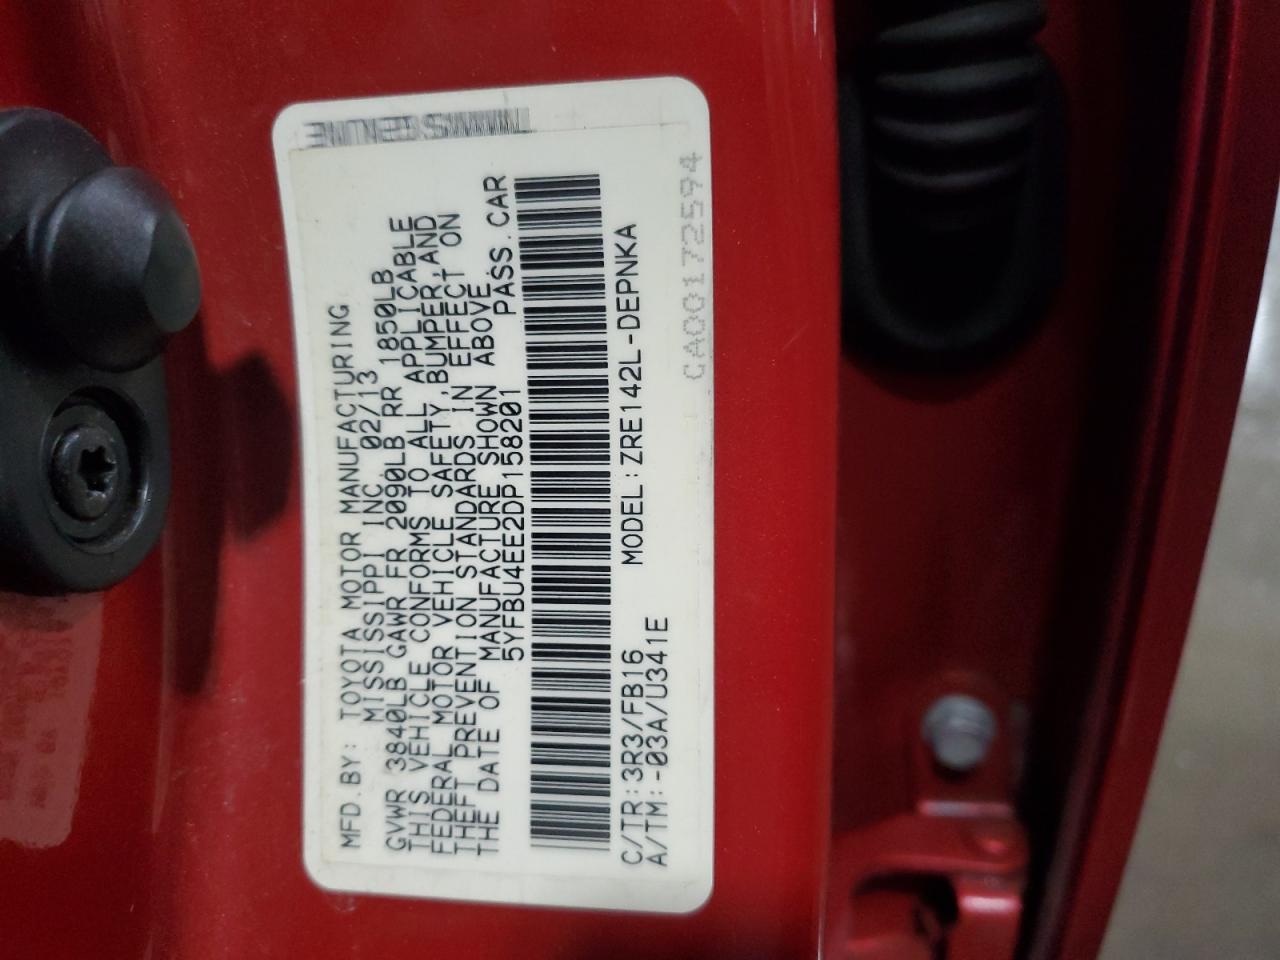 MFD.BY: TOYOTA MOTOR MANUFACTURING
MISSISSIPPI INC. 02/13
GVWR 3840LB GAWR FR 2090LB RR 1850LB
THIS VEHICLE CONFORMS TO ALL APPLICABLE
FEDERAL MOTOR VEHICLE SAFETY,BUMPER,AND
THEFT PREVENTION STANDARDS IN EFFECT ON
THE DATE OF MANUFACTURE SHOWN ABOVE.
5YFBU4EE2DP158201 PASS.CAR
C/TR:3R3/FB16 MODEL:ZRE142L-DEPNKA
A/TM:-03A/U341E
CA00172594